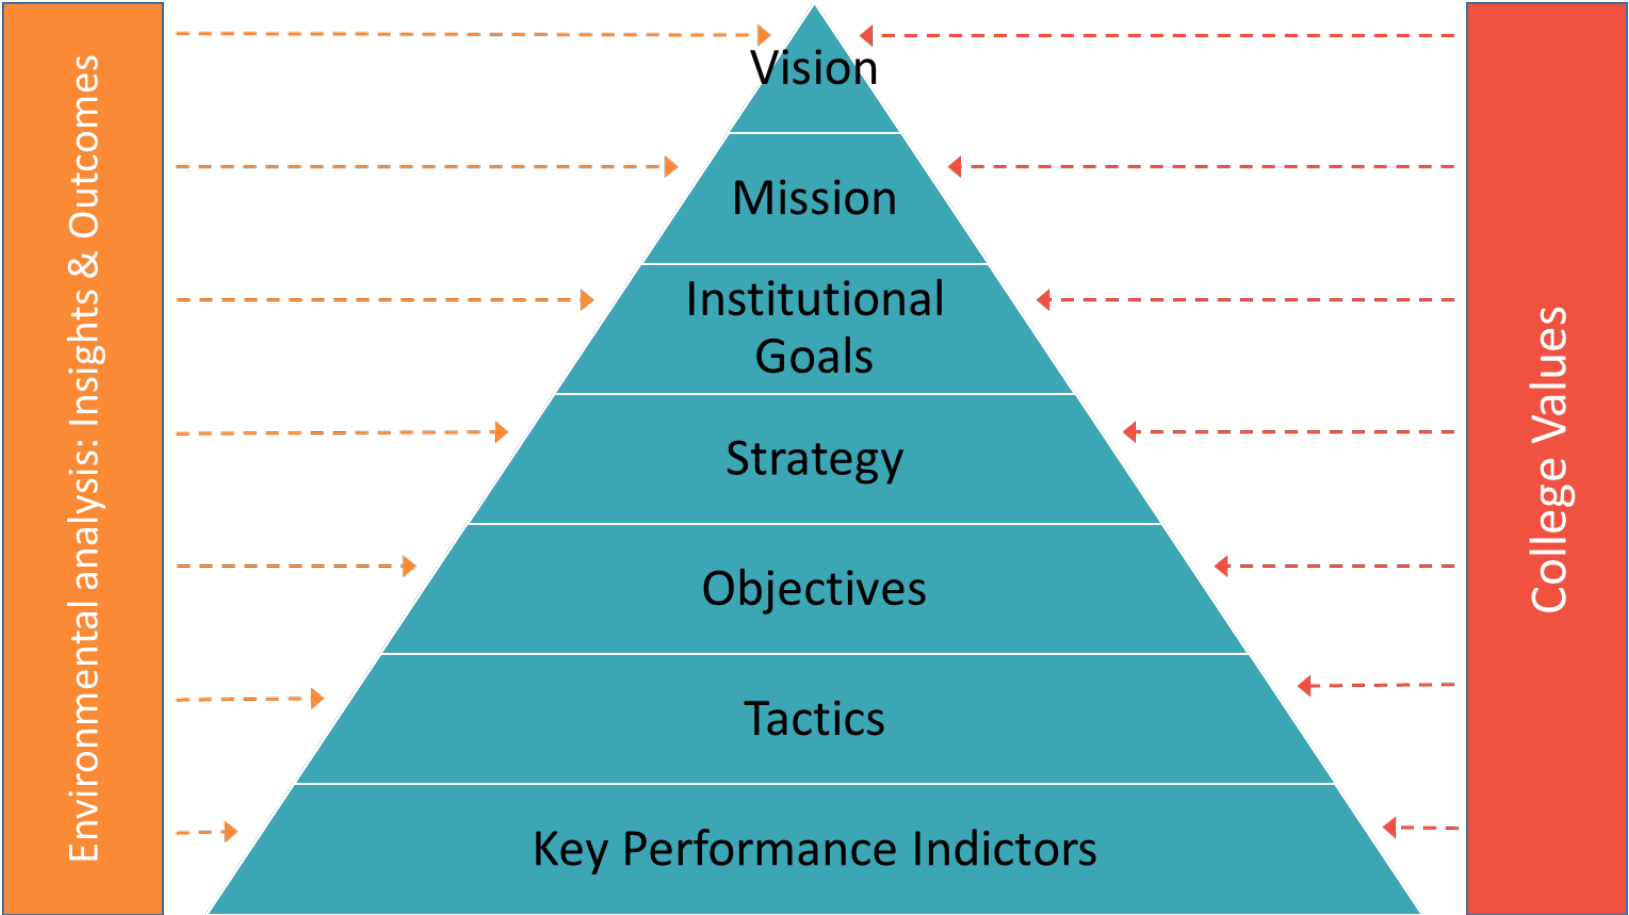 Environmental analysis: Insights & Outcomes
Vision
Mission
Institutional
Goals
Strategy
Objectives
Tactics
Key Performance Indictors
College Values